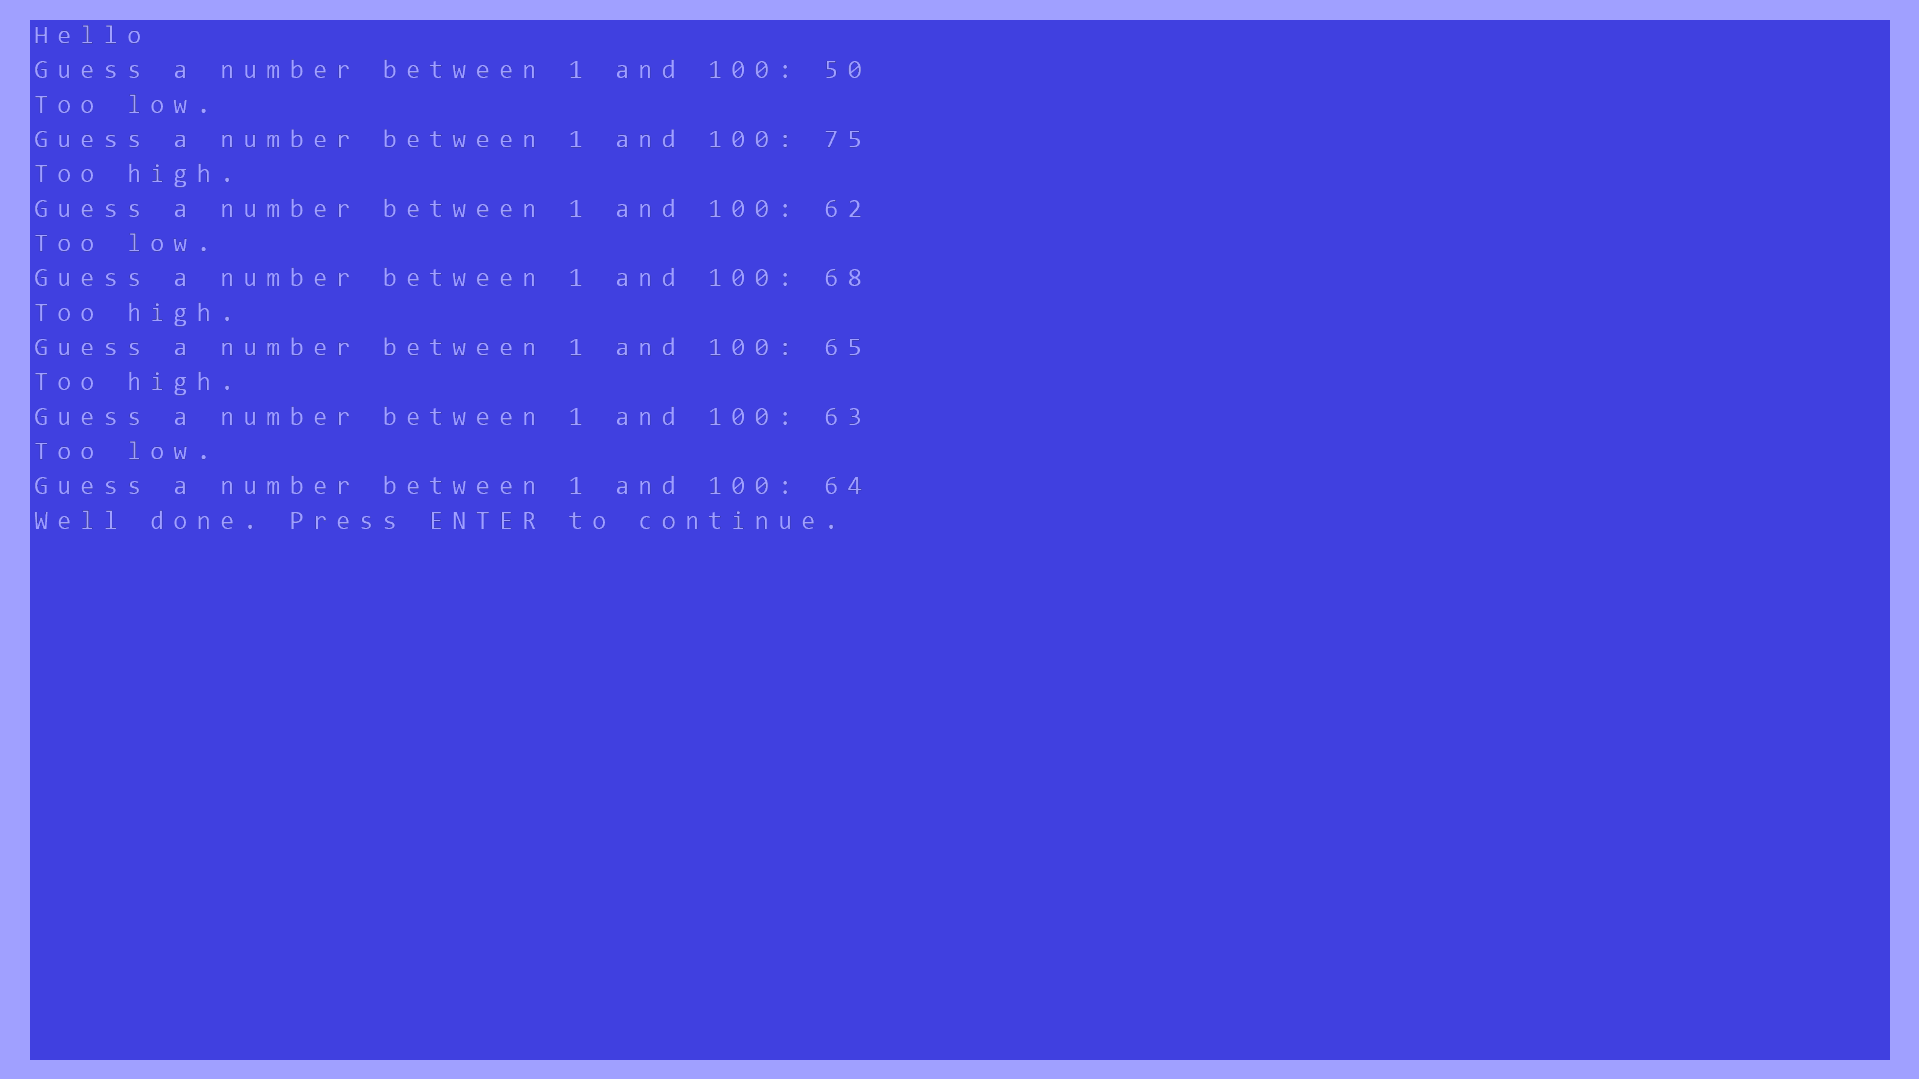 Hello
Guess a number between 1 and 100: 50
Too low.
Guess a number between 1 and 100: 75
Too high.
Guess a number between 1 and 100: 62
Too low.
Guess a number between 1 and 100: 68
Too high.
Guess a number between 1 and 100: 65
Too high.
Guess a number between 1 and 100: 63
Too low.
Guess a number between 1 and 100: 64
Well done. Press ENTER to continue.